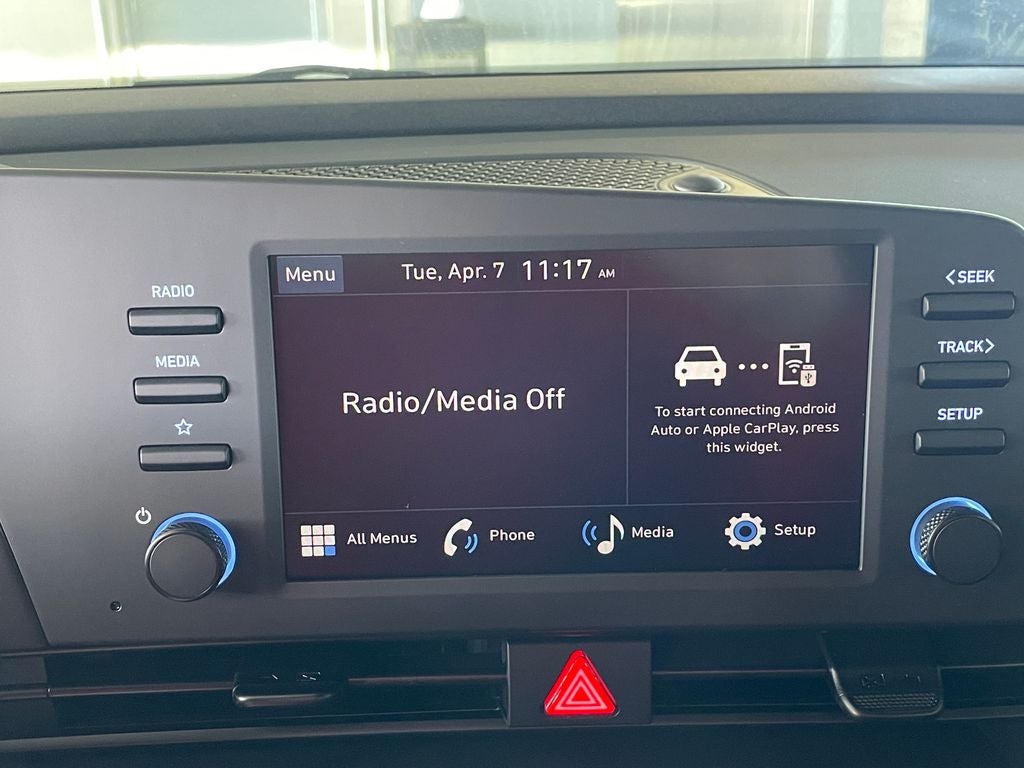 RADIO
MEDIA
Menu
Tue, Apr. 7 11:17 AM
Radio/Media Off
To start connecting Android
Auto or Apple CarPlay, press
this widget.
All Menus
Phone
Media
Setup
<SEEK
TRACK>
SETUP